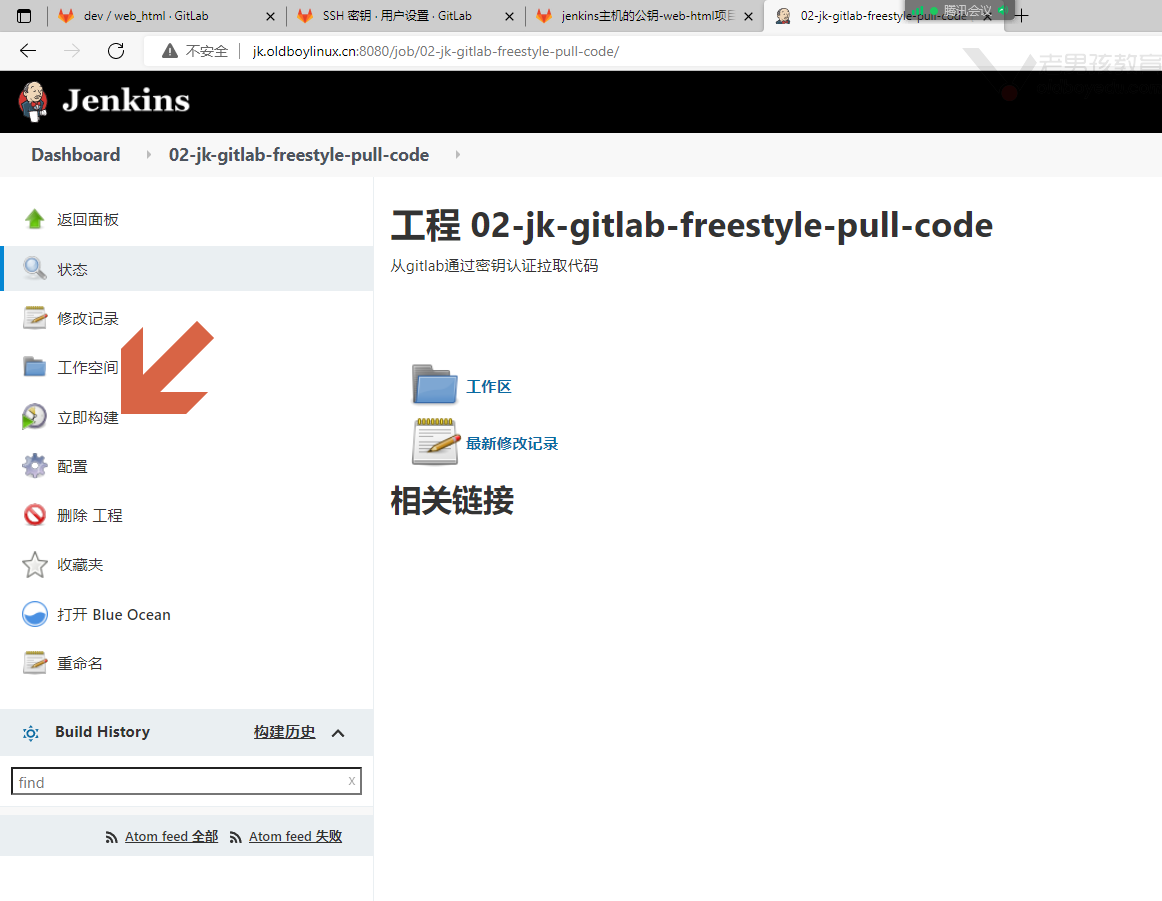 dev / web_html · GitLab
SSH 密钥 · 用户设置 · GitLab
jenkins主机的公钥-web-html项目
02-jk-gitlab-freestyle-pull-code
腾讯会议
不安全
jk.oldboylinux.cn:8080/job/02-jk-gitlab-freestyle-pull-code/
老男孩教育
Jenkins
Dashboard
02-jk-gitlab-freestyle-pull-code
返回面板
状态
修改记录
工作空间
立即构建
配置
删除 工程
收藏夹
打开 Blue Ocean
重命名
Build History
构建历史
find
x
Atom feed 全部
Atom feed 失败
工程 02-jk-gitlab-freestyle-pull-code
从gitlab通过密钥认证拉取代码
工作区
最新修改记录
相关链接